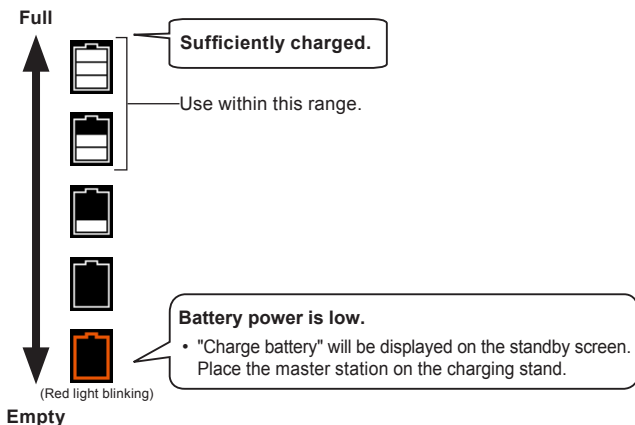 Full
Sufficiently charged.
Use within this range.
Battery power is low.
• "Charge battery" will be displayed on the standby screen.
Place the master station on the charging stand.
(Red light blinking)
Empty